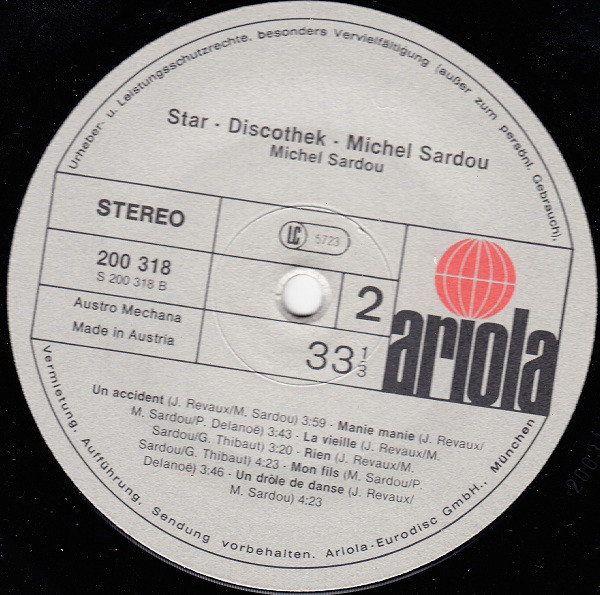 Urheber- u. Leistungsschutzrechte, besonders Vervielfältigung (außer zum persönl. Gebrauch),
Star - Discothek - Michel Sardou
Michel Sardou
STEREO
LC 5723
200 318
S 200 318 B
2
Austro Mechana
Made in Austria
33 1/3
ariola
Un accident (J. Revaux/M. Sardou) 3:59 - Manie manie (J. Revaux/
M. Sardou/P. Delanoë) 3:43 - La vieille (J. Revaux/M.
Sardou/G. Thibaut) 3:20 - Rien (J. Revaux/M.
Sardou/G. Thibaut) 4:23 - Mon fils (M. Sardou/P.
Delanoë) 3:46 - Un drôle de danse (J. Revaux/
M. Sardou) 4:23
Vermietung, Aufführung, Sendung vorbehalten. Ariola-Eurodisc GmbH., München